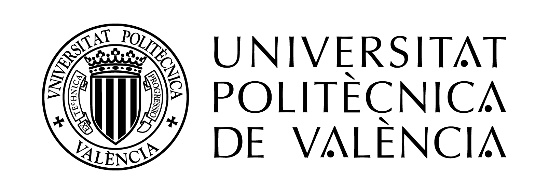 UNIVERSITAT POLITÈCNICA
VALÈNCIA
UNIVERSITAT
POLITÈCNICA
DE VALÈNCIA